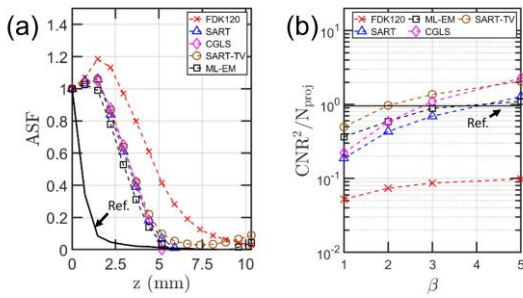 (a)
FDK120
SART
CGLS
SART-TV
ML-EM
1.4
1.2
1
0.8
0.6
0.4
0.2
0
ASF
Ref.
0 2.5 5 7.5 10
z (mm)
(b)
FDK120 ML-EM SART-TV
SART CGLS
10²
10¹
10⁰
10⁻¹
10⁻²
CNR²/Nproj
Ref.
1 2 3 4 5
β